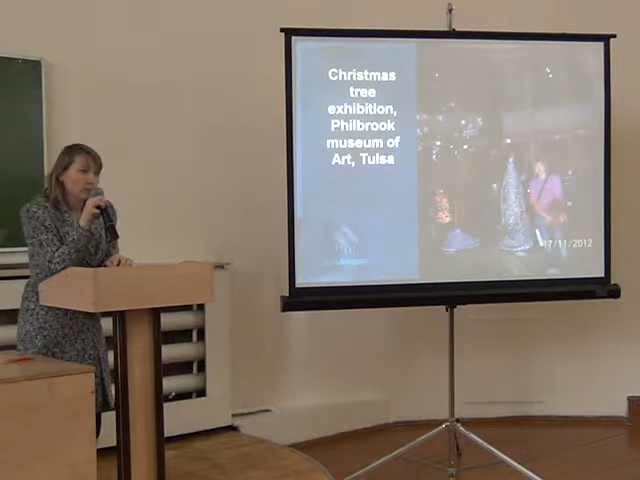 Christmas
tree
exhibition,
Philbrook
museum of
Art, Tulsa
17/11/2012